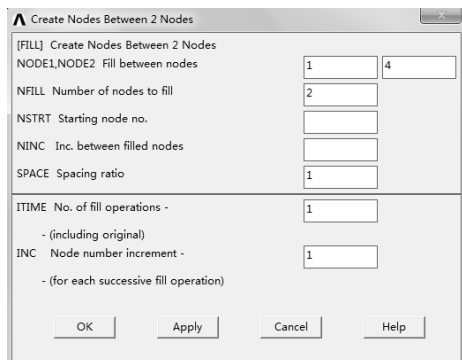 Create Nodes Between 2 Nodes
[FILL] Create Nodes Between 2 Nodes
NODE1,NODE2 Fill between nodes 1 4
NFILL Number of nodes to fill 2
NSTRT Starting node no.
NINC Inc. between filled nodes
SPACE Spacing ratio 1
ITIME No. of fill operations - 1
- (including original)
INC Node number increment - 1
- (for each successive fill operation)
OK Apply Cancel Help